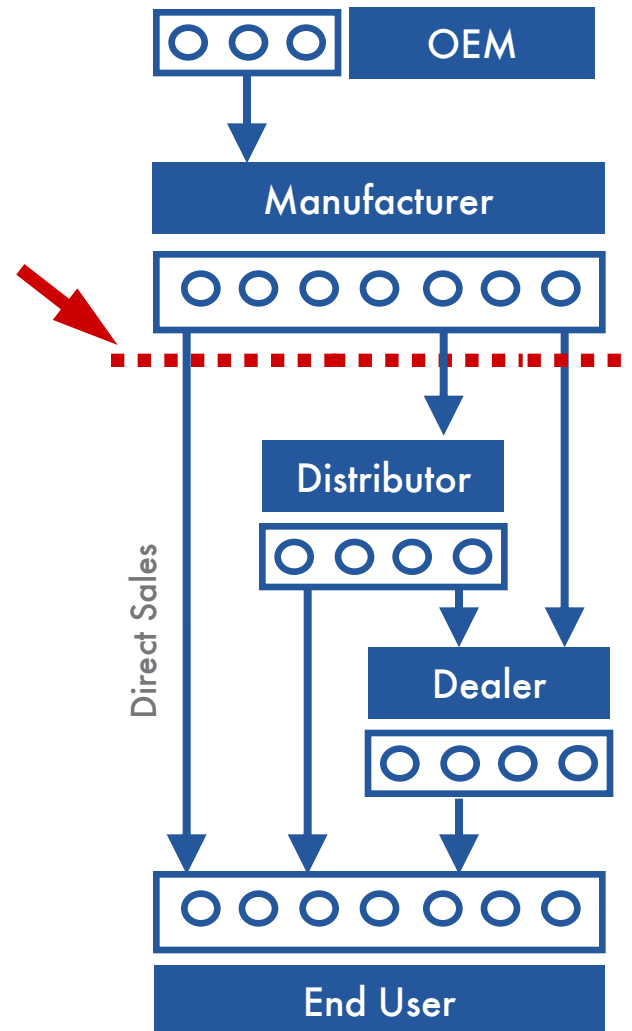 OEM
Manufacturer
Distributor
Direct Sales
Dealer
End User